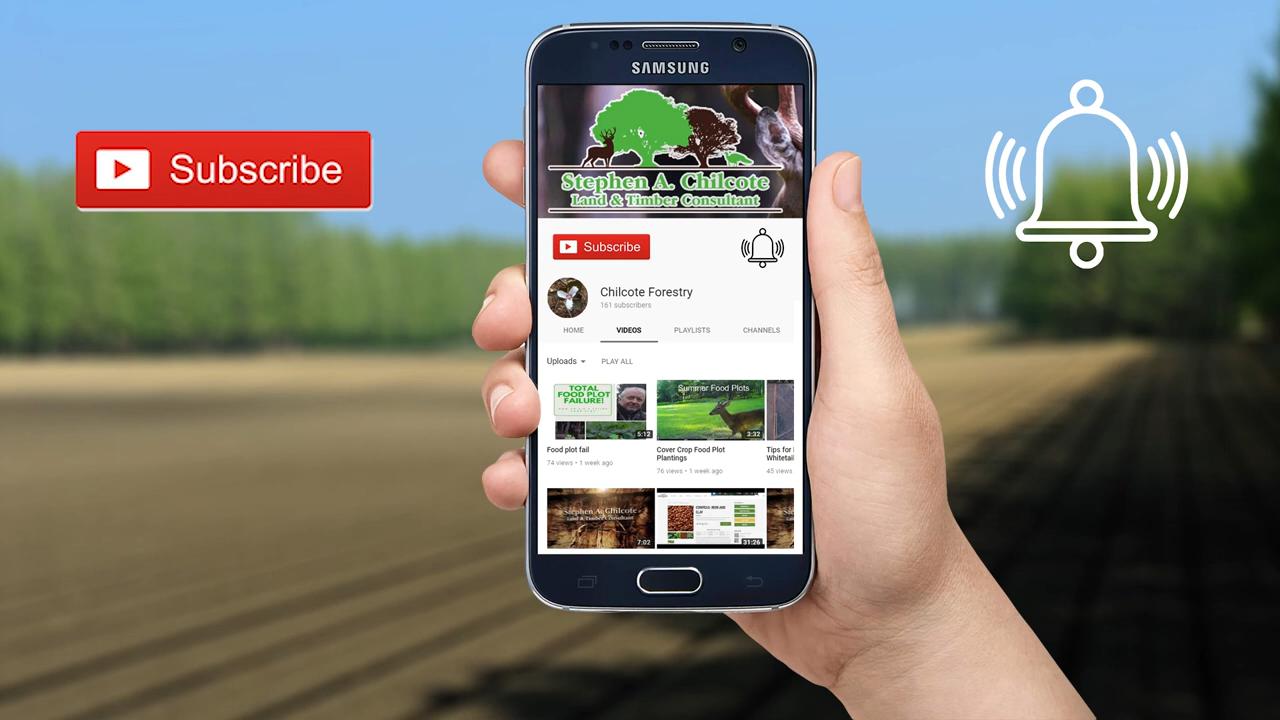 SAMSUNG
Subscribe
Stephen A. Chilcote
Land & Timber Consultant
Subscribe
Chilcote Forestry
161 subscribers
HOME VIDEOS PLAYLISTS CHANNELS
Uploads PLAY ALL
TOTAL
FOOD PLOT
FAILURE!
5:12
Summer Food Plots
3:32
Food plot fail
74 views • 1 week ago
Cover Crop Food Plot
Plantings
76 views • 1 week ago
Tips for
Whitetail
45 views
Stephen A. Chilcote
Land & Timber Consultant
7:02
31:26